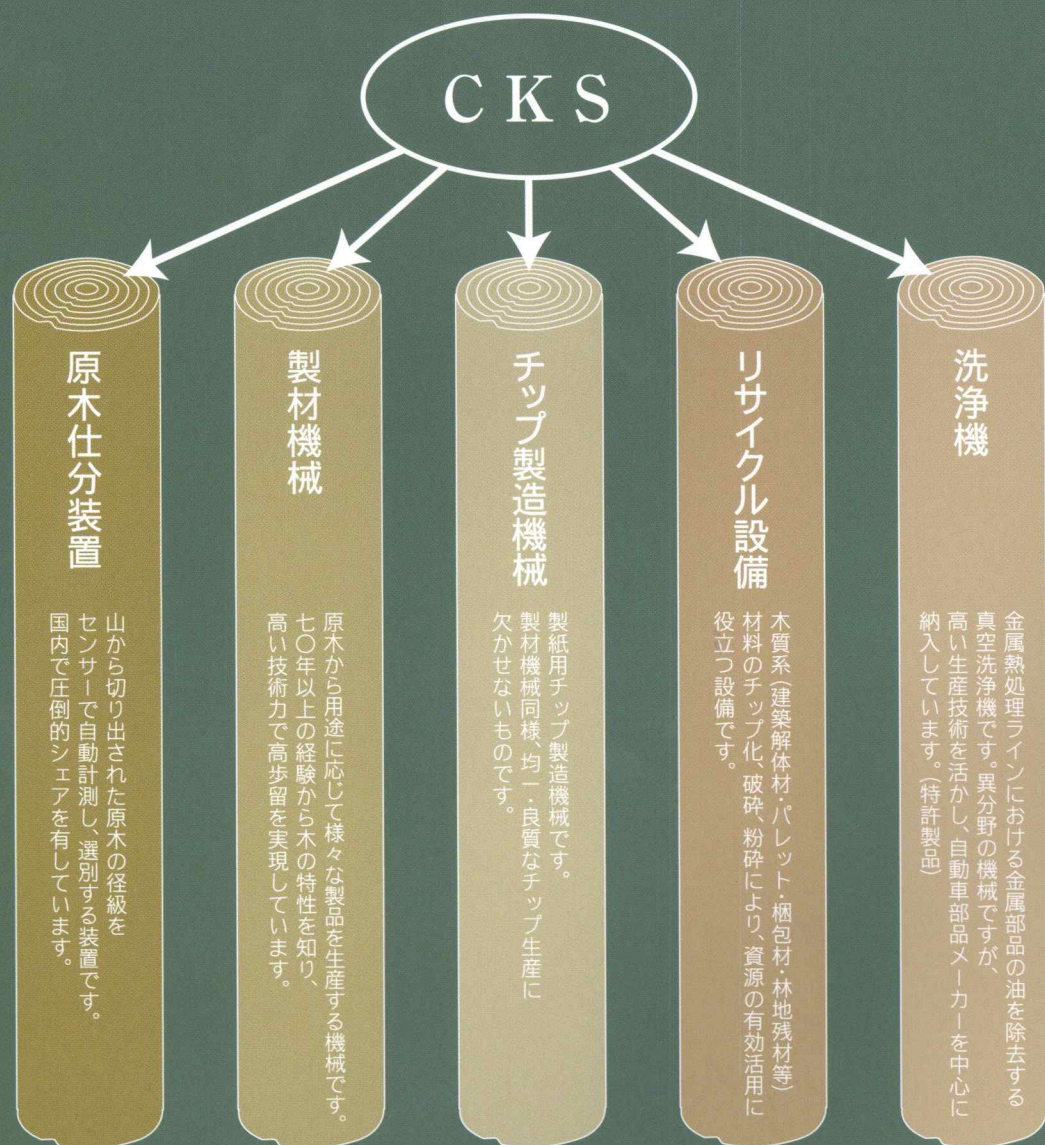 CKS
洗浄機
金属熱処理ラインにおける金属部品の油を除去する
真空洗浄機です。異分野の機械ですが、
高い生産技術を活かし、自動車部品メーカーを中心に
納入しています。(特許製品)
リサイクル設備
木質系(建築解体材・パレット・梱包材・林地残材等)
材料のチップ化、破砕、粉砕により、資源の有効活用に
役立つ設備です。
チップ製造機械
製紙用チップ製造機械です。
製材機械同様、均一・良質なチップ生産に
欠かせないものです。
製材機械
原木から用途に応じて様々な製品を生産する機械です。
七〇年以上の経験から木の特性を知り、
高い技術力で高歩留を実現しています。
原木仕分装置
山から切り出された原木の径級を
センサーで自動計測し、選別する装置です。
国内で圧倒的シェアを有しています。